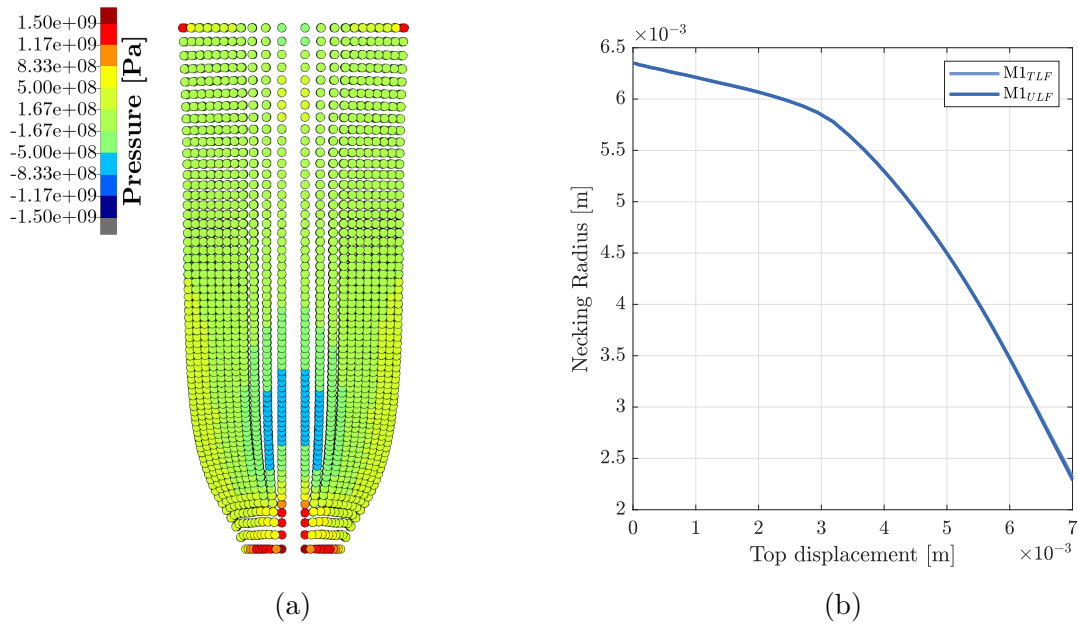 1.50e+09
1.17e+09
8.33e+08
5.00e+08
1.67e+08
-1.67e+08
-5.00e+08
-8.33e+08
-1.17e+09
-1.50e+09
Pressure [Pa]
(a)
×10⁻³
6.5
6
5.5
5
4.5
4
3.5
3
2.5
2
Necking Radius [m]
M1_TLF
M1_ULF
0 1 2 3 4 5 6 7
Top displacement [m]
×10⁻³
(b)